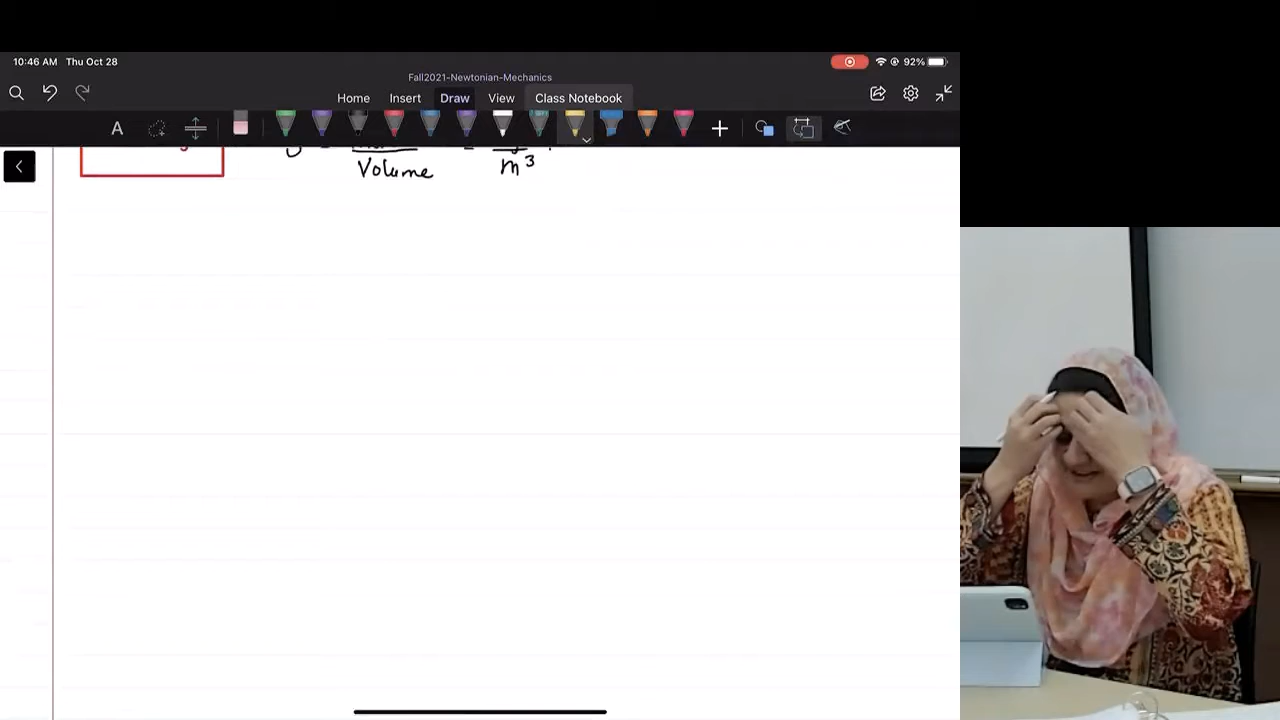 10:46 AM Thu Oct 28
92%
Fall2021-Newtonian-Mechanics
Home Insert Draw View Class Notebook
A
=
Volume
m³